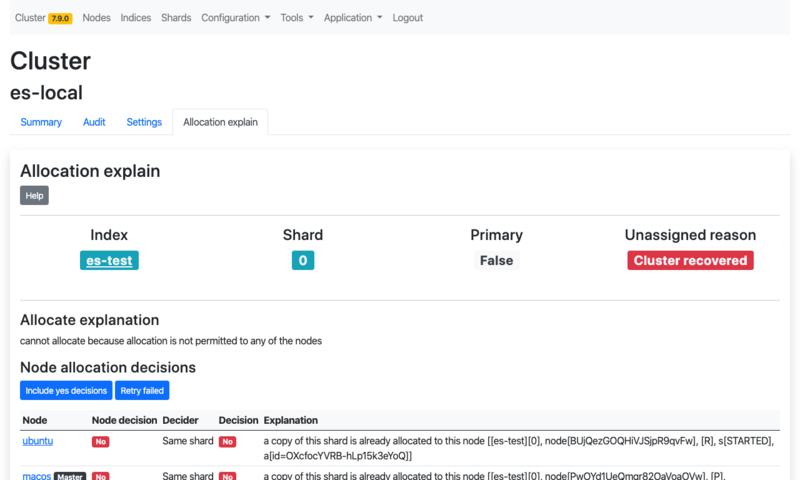 Cluster 7.9.0 Nodes Indices Shards Configuration Tools Application Logout
Cluster
es-local
Summary Audit Settings Allocation explain
Allocation explain
Help
Index Shard Primary Unassigned reason
es-test 0 False Cluster recovered
Allocate explanation
cannot allocate because allocation is not permitted to any of the nodes
Node allocation decisions
Include yes decisions Retry failed
Node Node decision Decider Decision Explanation
ubuntu No Same shard No a copy of this shard is already allocated to this node [[es-test][0], node[BUjQezGOQHiVJSjpR9qvFw], [R], s[STARTED],
a[id=OXcfocYVRB-hLp15k3eYoQ]]
macos Master No Same shard No a copy of this shard is already allocated to this node [[es-test][0], node[PwOYd1UeQmqr82OaVoaOVw], [P],